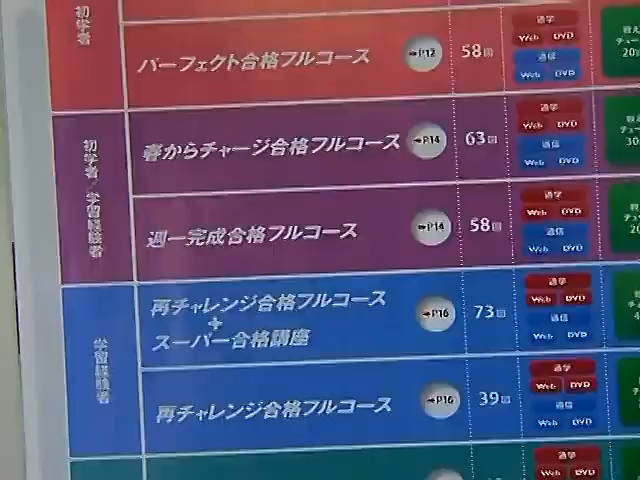 初学者
パーフェクト合格フルコース
➡P.12
58回
通学
Web DVD
通信
Web DVD
初学者/学習経験者
春からチャージ合格フルコース
➡P.14
63回
通学
Web DVD
通信
Web DVD
週一完成合格フルコース
➡P.14
58回
通学
Web DVD
通信
Web DVD
学習経験者
再チャレンジ合格フルコース
+
スーパー合格講座
➡P.16
73回
通学
Web DVD
通信
Web DVD
再チャレンジ合格フルコース
➡P.16
39回
通学
Web DVD
通信
Web DVD
通学
Web DVD